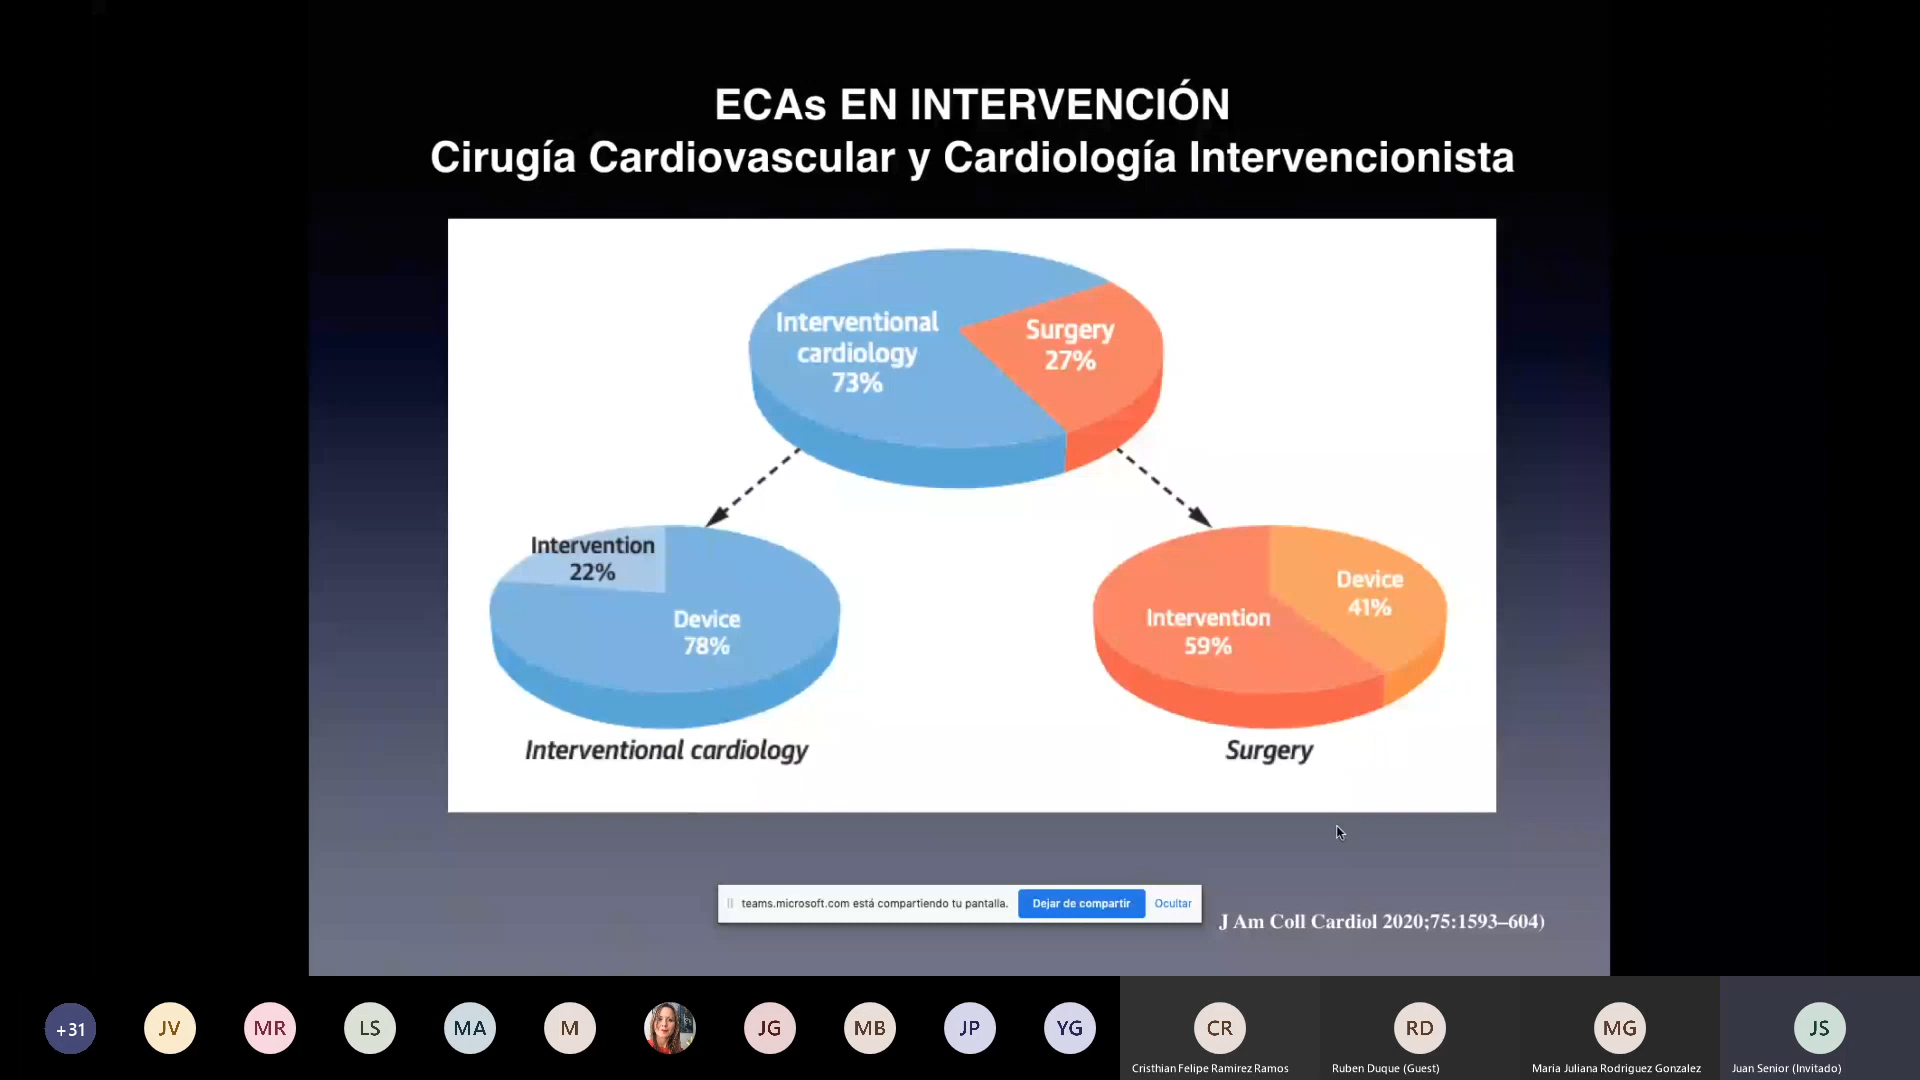 ECAs EN INTERVENCIÓN
Cirugía Cardiovascular y Cardiología Intervencionista
Interventional
cardiology
73%
Surgery
27%
Intervention
22%
Device
78%
Interventional cardiology
Device
41%
Intervention
59%
Surgery
teams.microsoft.com está compartiendo tu pantalla.
Dejar de compartir
Ocultar
J Am Coll Cardiol 2020;75:1593–604)
+31
JV
MR
LS
MA
M
JG
MB
JP
YG
CR
RD
MG
JS
Cristhian Felipe Ramirez Ramos
Ruben Duque (Guest)
Maria Juliana Rodriguez Gonzalez
Juan Senior (Invitado)